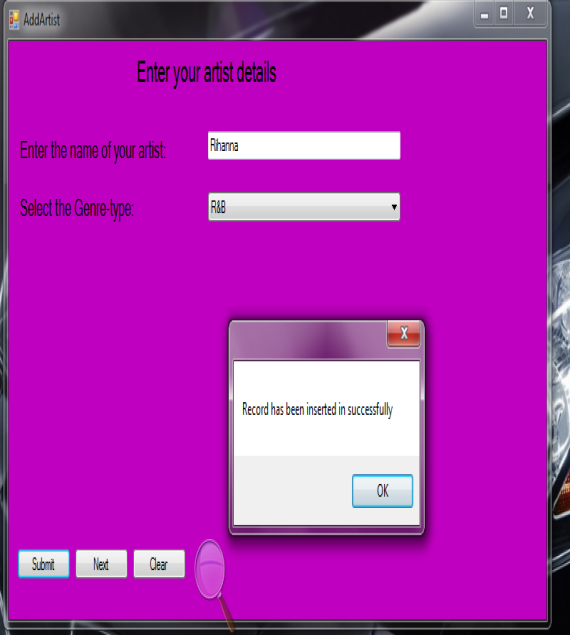 AddArtist
Enter your artist details
Enter the name of your artist:
Rihanna
Select the Genre-type:
R&B
Record has been inserted in successfully
OK
Submit
Next
Clear